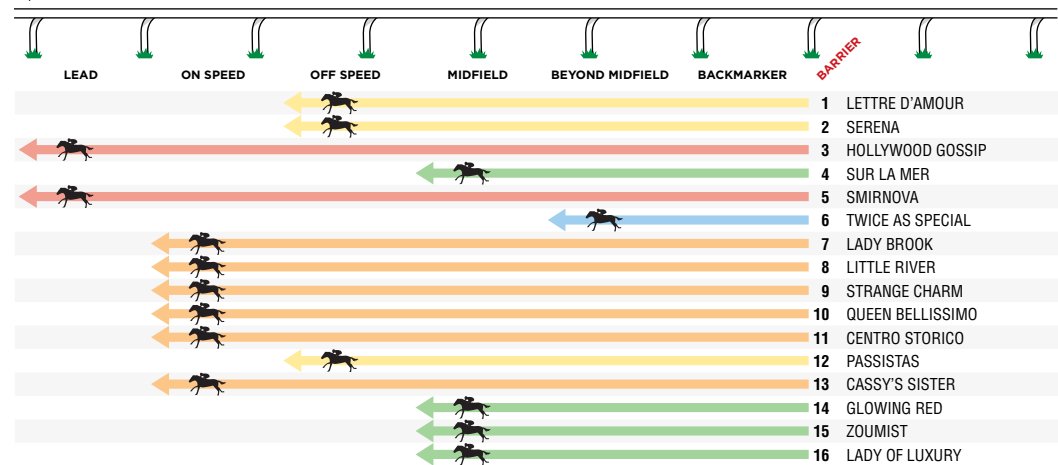 LEAD ON SPEED OFF SPEED MIDFIELD BEYOND MIDFIELD BACKMARKER BARRIER
1 LETTRE D’AMOUR
2 SERENA
3 HOLLYWOOD GOSSIP
4 SUR LA MER
5 SMIRNOVA
6 TWICE AS SPECIAL
7 LADY BROOK
8 LITTLE RIVER
9 STRANGE CHARM
10 QUEEN BELLISSIMO
11 CENTRO STORICO
12 PASSISTAS
13 CASSY’S SISTER
14 GLOWING RED
15 ZOUMIST
16 LADY OF LUXURY